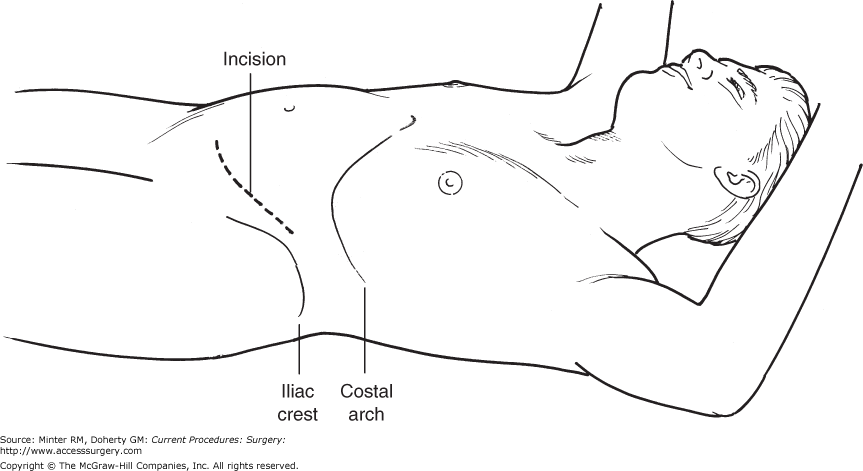 Incision
Iliac
crest
Costal
arch
Source: Minter RM, Doherty GM: Current Procedures: Surgery:
http://www.accesssurgery.com
Copyright © The McGraw-Hill Companies, Inc. All rights reserved.